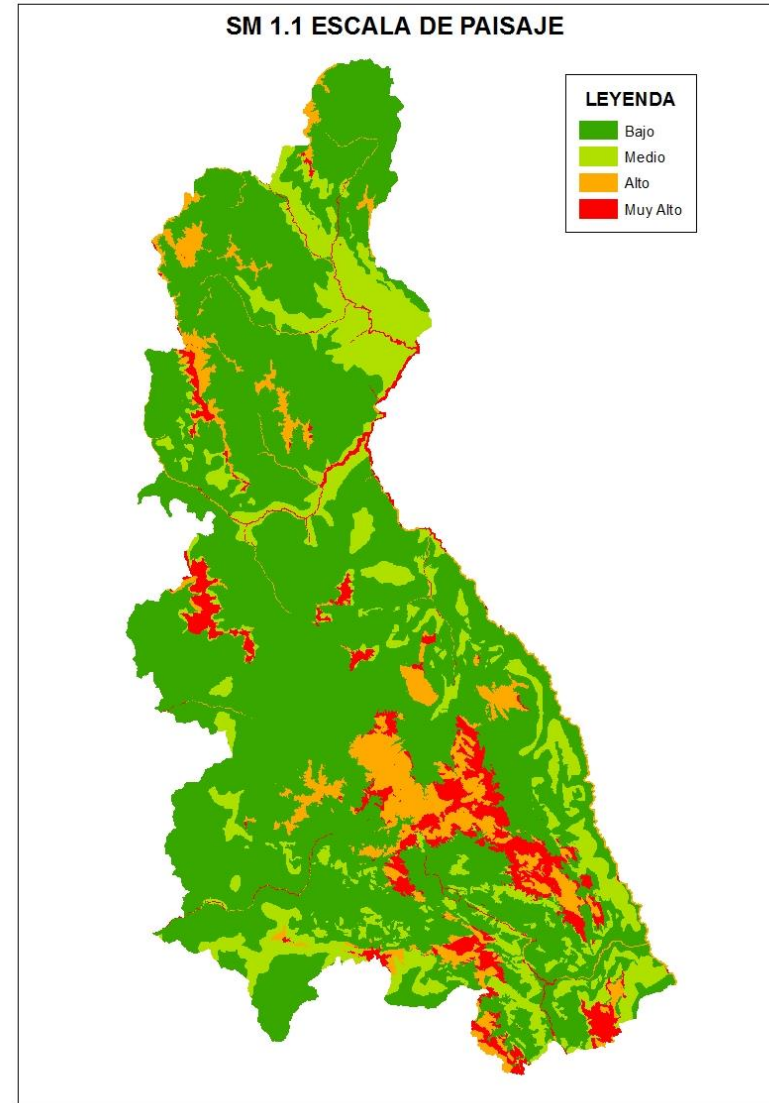 SM 1.1 ESCALA DE PAISAJE
LEYENDA
Bajo
Medio
Alto
Muy Alto